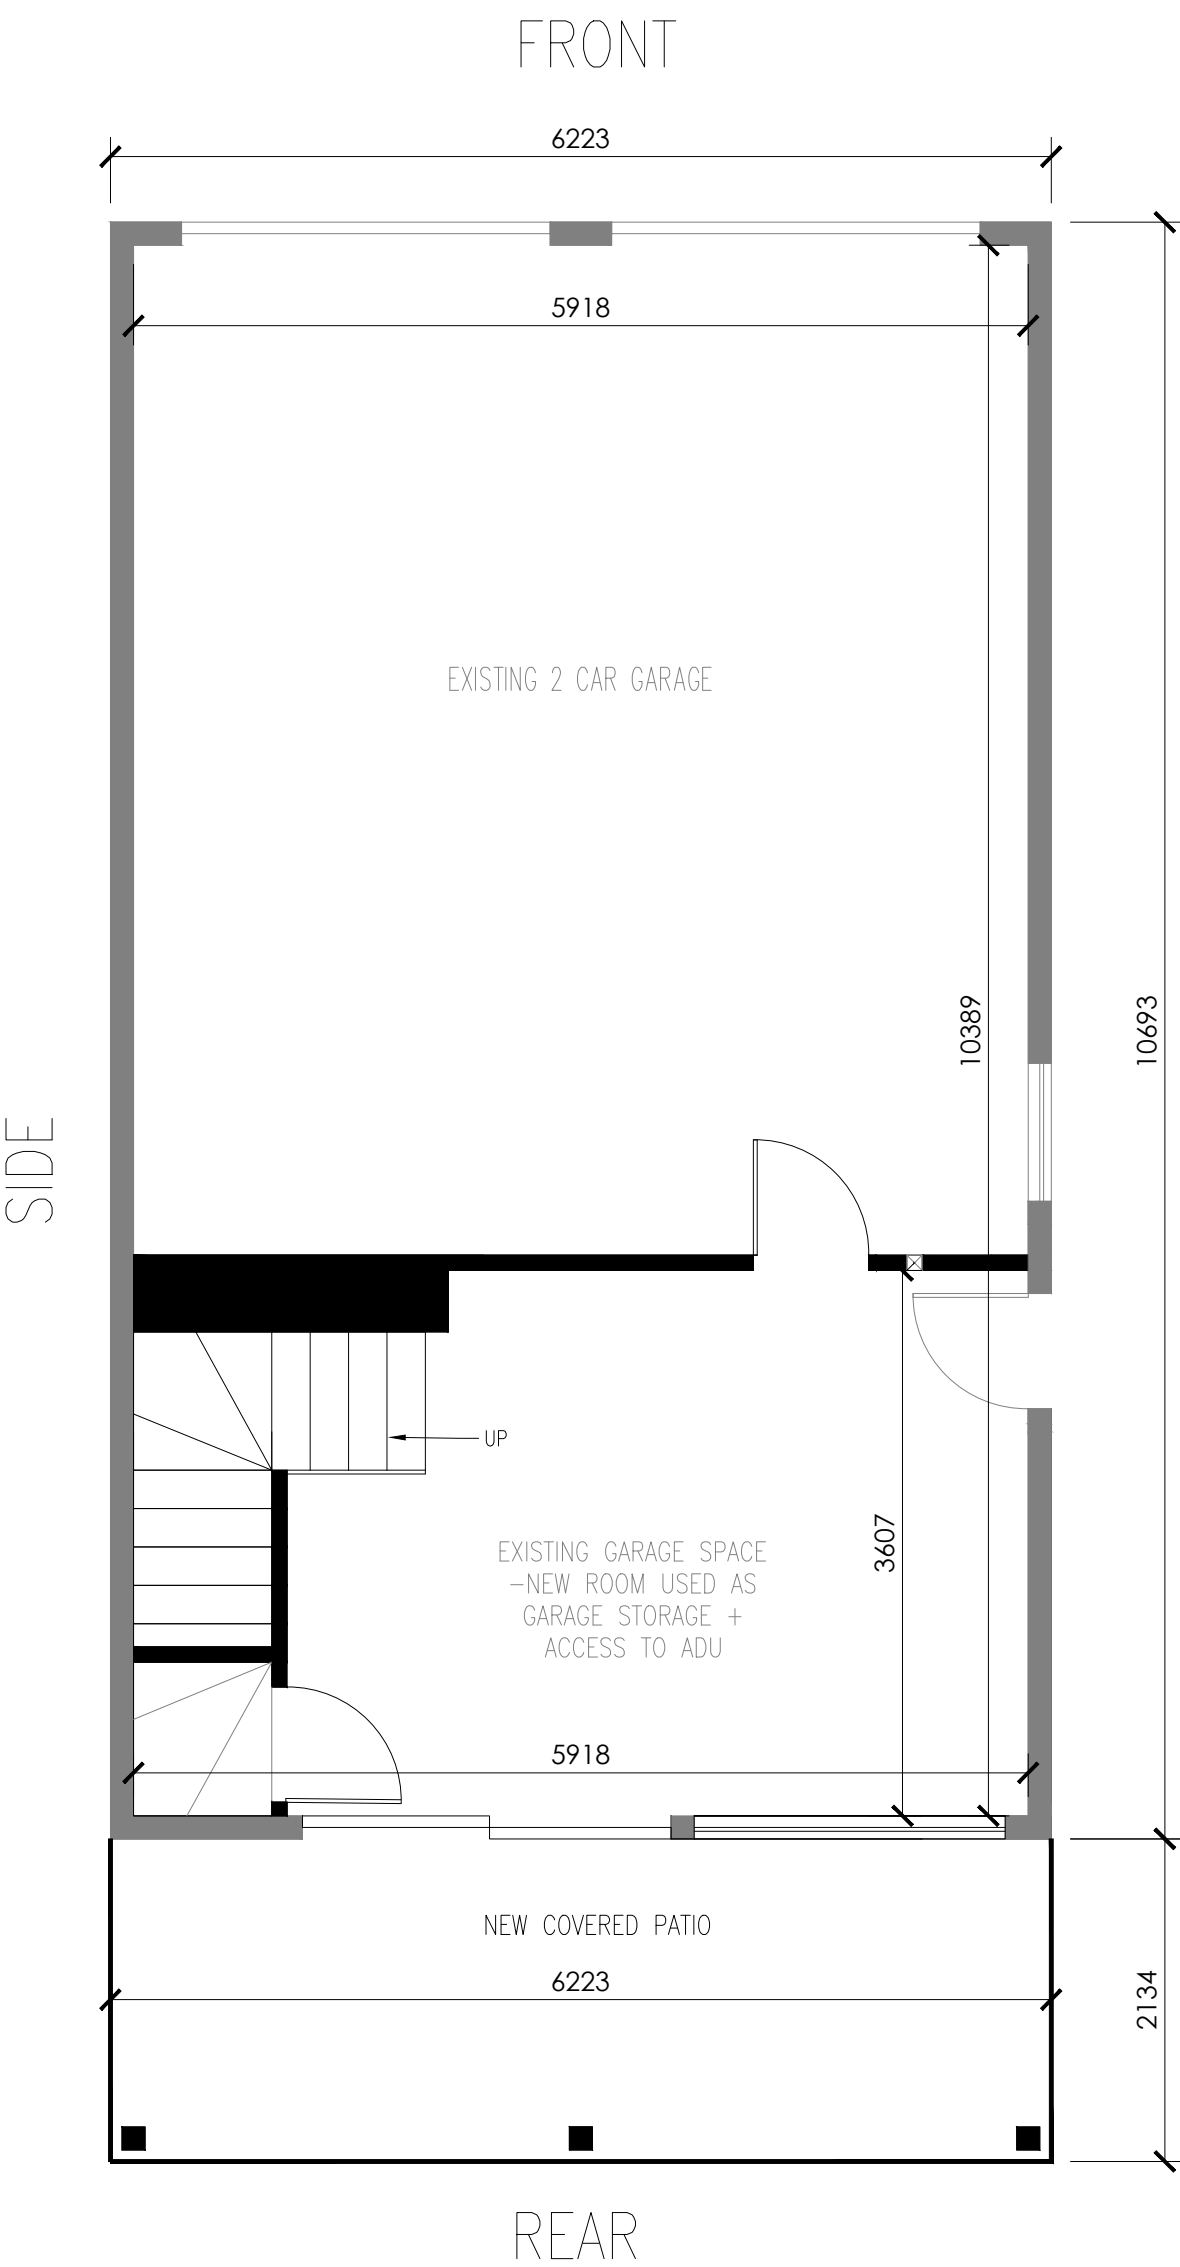 FRONT
6223
5918
EXISTING 2 CAR GARAGE
10389
10693
SIDE
UP
3607
EXISTING GARAGE SPACE
-NEW ROOM USED AS
GARAGE STORAGE +
ACCESS TO ADU
5918
NEW COVERED PATIO
6223
2134
REAR